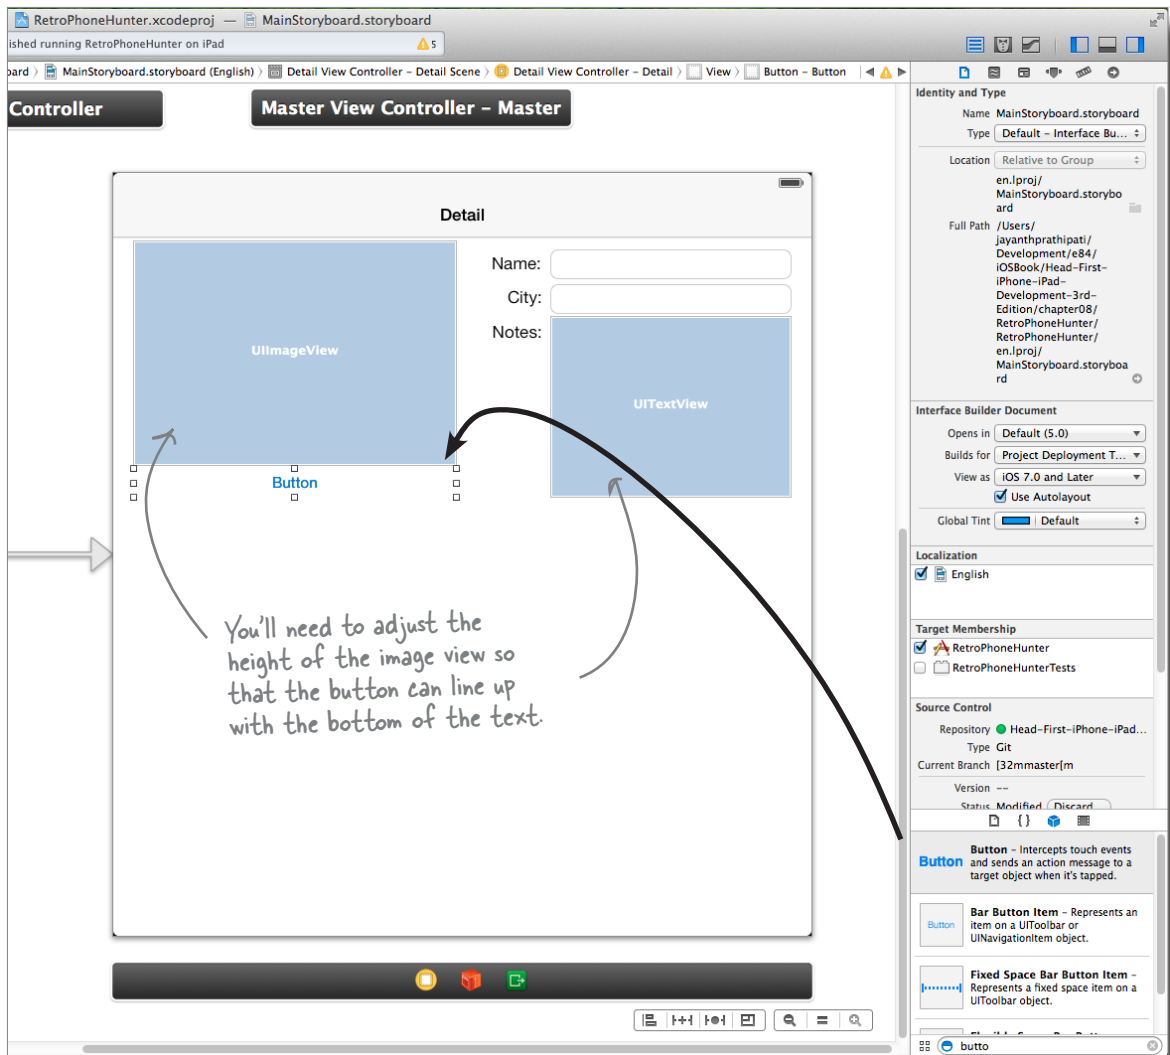 RetroPhoneHunter.xcodeproj — MainStoryboard.storyboard
ished running RetroPhoneHunter on iPad
5
oard 〉 MainStoryboard.storyboard (English) 〉 Detail View Controller – Detail Scene 〉 Detail View Controller – Detail 〉 View 〉 Button – Button
Controller
Master View Controller – Master
Detail
UIImageView
Name:
City:
Notes:
UITextView
Button
You'll need to adjust the
height of the image view so
that the button can line up
with the bottom of the text.
Identity and Type
Name MainStoryboard.storyboard
Type Default – Interface Bu...
Location Relative to Group
en.lproj/
MainStoryboard.storybo
ard
Full Path /Users/
jayanthprathipati/
Development/e84/
iOSBook/Head-First-
iPhone-iPad-
Development-3rd-
Edition/chapter08/
RetroPhoneHunter/
RetroPhoneHunter/
en.lproj/
MainStoryboard.storyboa
rd
Interface Builder Document
Opens in Default (5.0)
Builds for Project Deployment T...
View as iOS 7.0 and Later
Use Autolayout
Global Tint Default
Localization
English
Target Membership
RetroPhoneHunter
RetroPhoneHunterTests
Source Control
Repository Head-First-iPhone-iPad...
Type Git
Current Branch [32mmaster[m
Version --
Status Modified Discard...
{ }
Button
Button – Intercepts touch events
and sends an action message to a
target object when it's tapped.
Button
Bar Button Item – Represents an
item on a UIToolbar or
UINavigationItem object.
Fixed Space Bar Button Item –
Represents a fixed space item on a
UIToolbar object.
butto